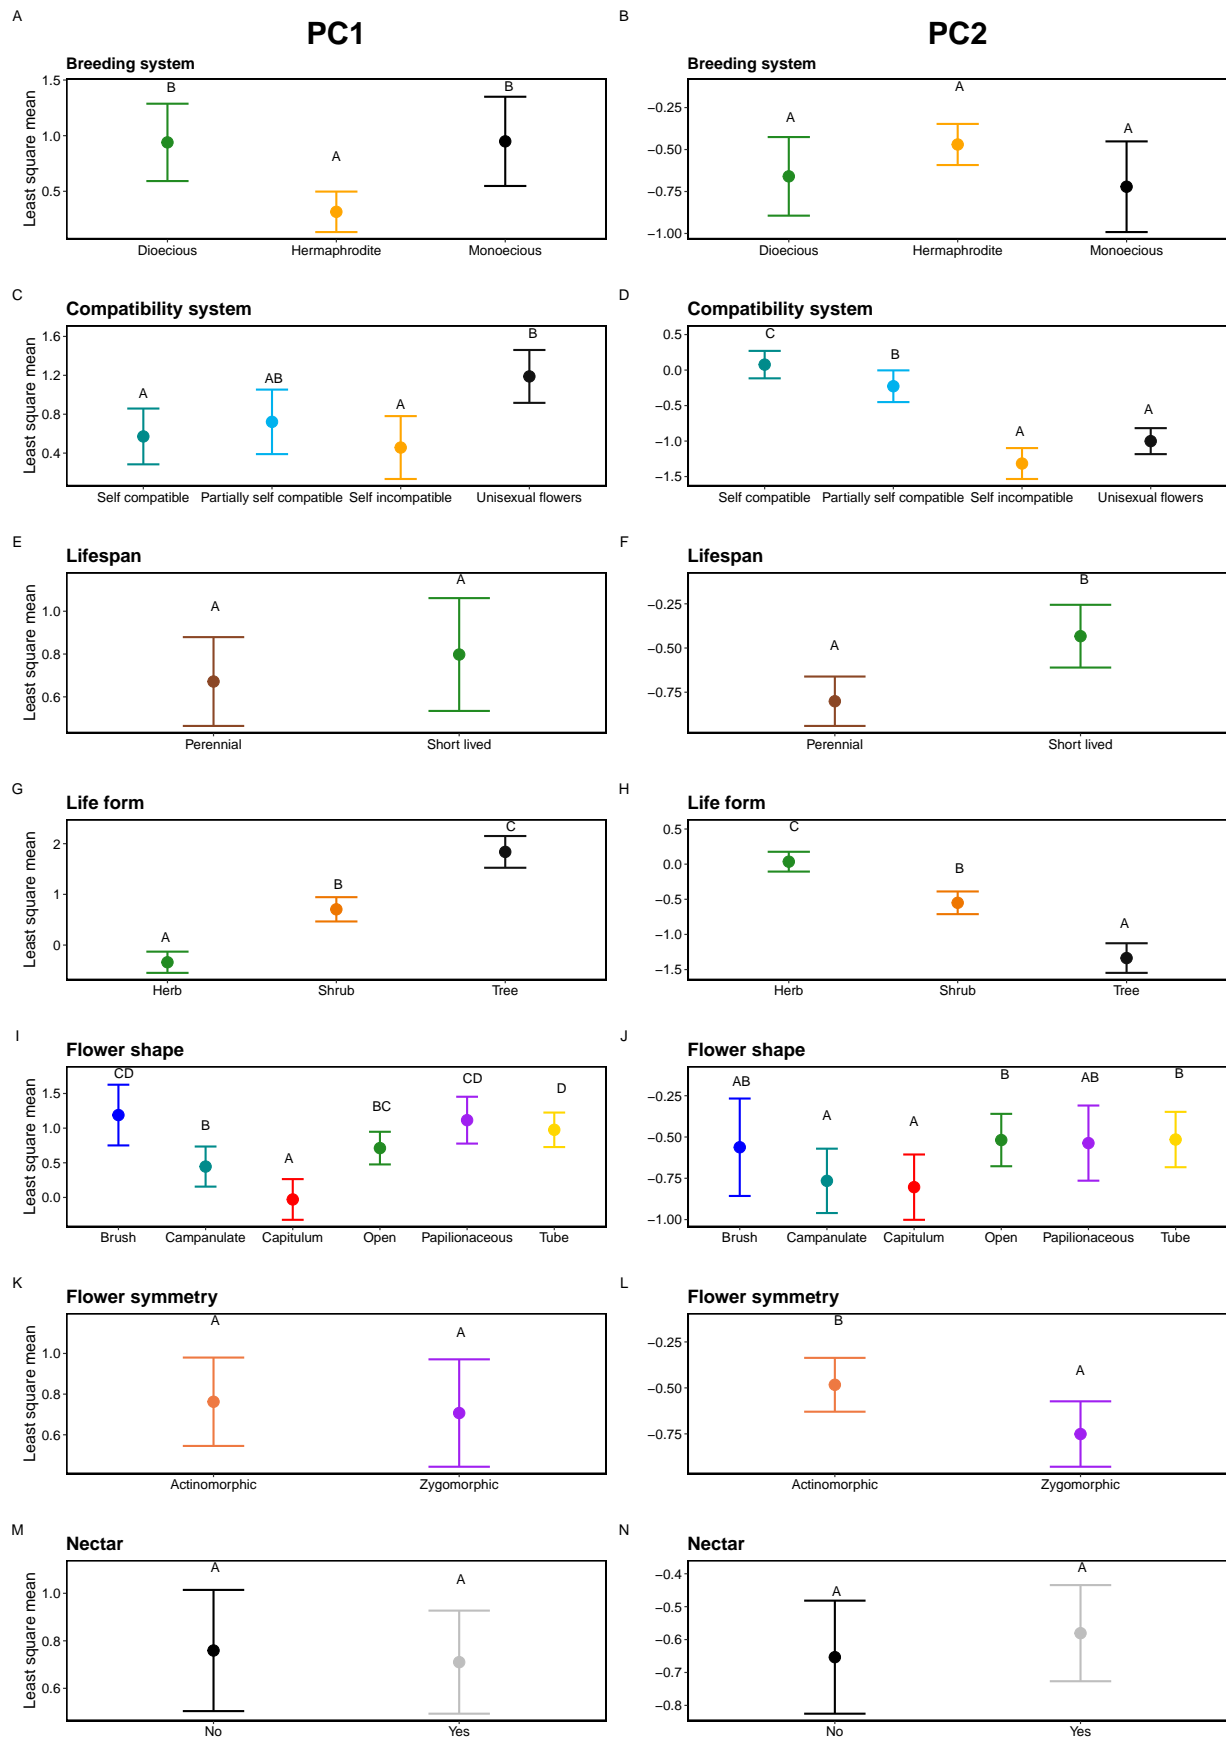 A
PC1
B
PC2
Breeding system
Breeding system
Least square mean
1.5
1.0
0.5
B
A
B
Dioecious Hermaphrodite Monoecious
−0.25
−0.50
−0.75
−1.00
A
A
A
Dioecious Hermaphrodite Monoecious
C
Compatibility system
D
Compatibility system
Least square mean
1.6
1.2
0.8
0.4
A
AB
A
B
Self compatible Partially self compatible Self incompatible Unisexual flowers
0.5
0.0
−0.5
−1.0
−1.5
C
B
A
A
Self compatible Partially self compatible Self incompatible Unisexual flowers
E
Lifespan
F
Lifespan
Least square mean
1.0
0.8
0.6
A
A
Perennial Short lived
−0.25
−0.50
−0.75
A
B
Perennial Short lived
G
Life form
H
Life form
Least square mean
2
1
0
A
B
C
Herb Shrub Tree
0.5
0.0
−0.5
−1.0
−1.5
C
B
A
Herb Shrub Tree
I
Flower shape
J
Flower shape
Least square mean
1.5
1.0
0.5
0.0
CD
B
A
BC
CD
D
Brush Campanulate Capitulum Open Papilionaceous Tube
−0.25
−0.50
−0.75
−1.00
AB
A
A
B
AB
B
Brush Campanulate Capitulum Open Papilionaceous Tube
K
Flower symmetry
L
Flower symmetry
Least square mean
1.0
0.8
0.6
A
A
Actinomorphic Zygomorphic
−0.25
−0.50
−0.75
B
A
Actinomorphic Zygomorphic
M
Nectar
N
Nectar
Least square mean
1.0
0.8
0.6
A
A
No Yes
−0.4
−0.5
−0.6
−0.7
−0.8
A
A
No Yes